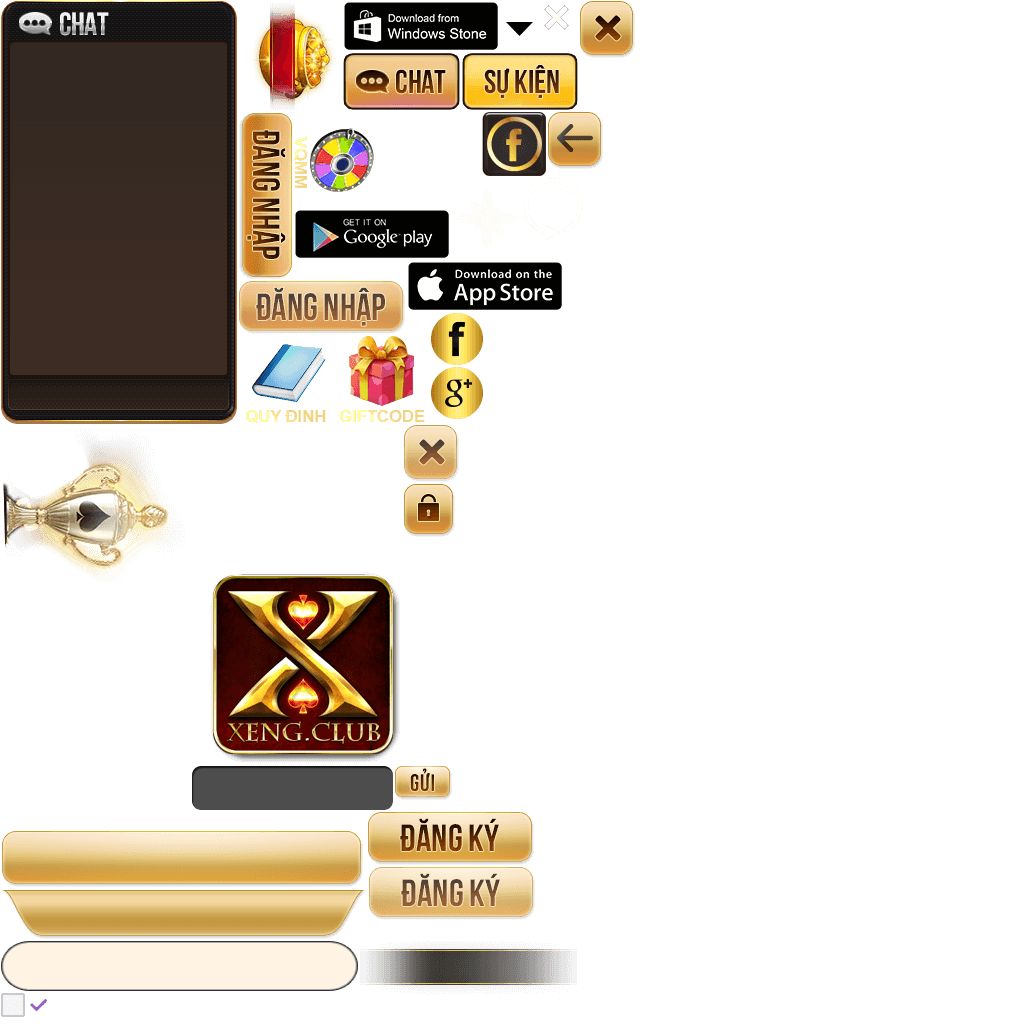 CHAT
Download from
Windows Stone
CHAT
SỰ KIỆN
ĐĂNG NHẬP
VQMM
f
GET IT ON
Google play
Download on the
App Store
ĐĂNG NHẬP
f
g+
QUY ĐỊNH
GIFTCODE
XENG.CLUB
GỬI
ĐĂNG KÝ
ĐĂNG KÝ